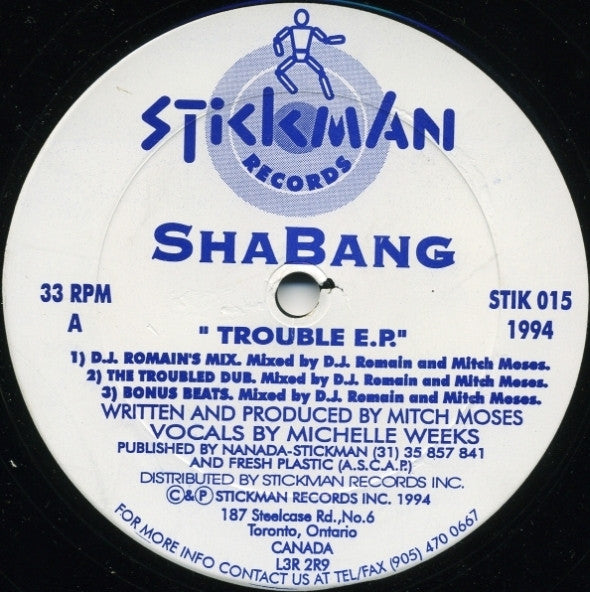 STICKMAN
RECORDS
SHABANG
33 RPM
A
STIK 015
1994
" TROUBLE E.P."
1) D.J. ROMAIN'S MIX. Mixed by D.J. Romain and Mitch Moses.
2) THE TROUBLED DUB. Mixed by D.J. Romain and Mitch Moses.
3) BONUS BEATS. Mixed by D.J. Romain and Mitch Moses.
WRITTEN AND PRODUCED BY MITCH MOSES
VOCALS BY MICHELLE WEEKS
PUBLISHED BY NANADA-STICKMAN (31) 35 857 841
AND FRESH PLASTIC (A.S.C.A.P.)
DISTRIBUTED BY STICKMAN RECORDS INC.
©&℗ STICKMAN RECORDS INC. 1994
187 Steelcase Rd.,No.6
Toronto, Ontario
CANADA
L3R 2R9
FOR MORE INFO CONTACT US AT TEL/FAX (905) 470 0667